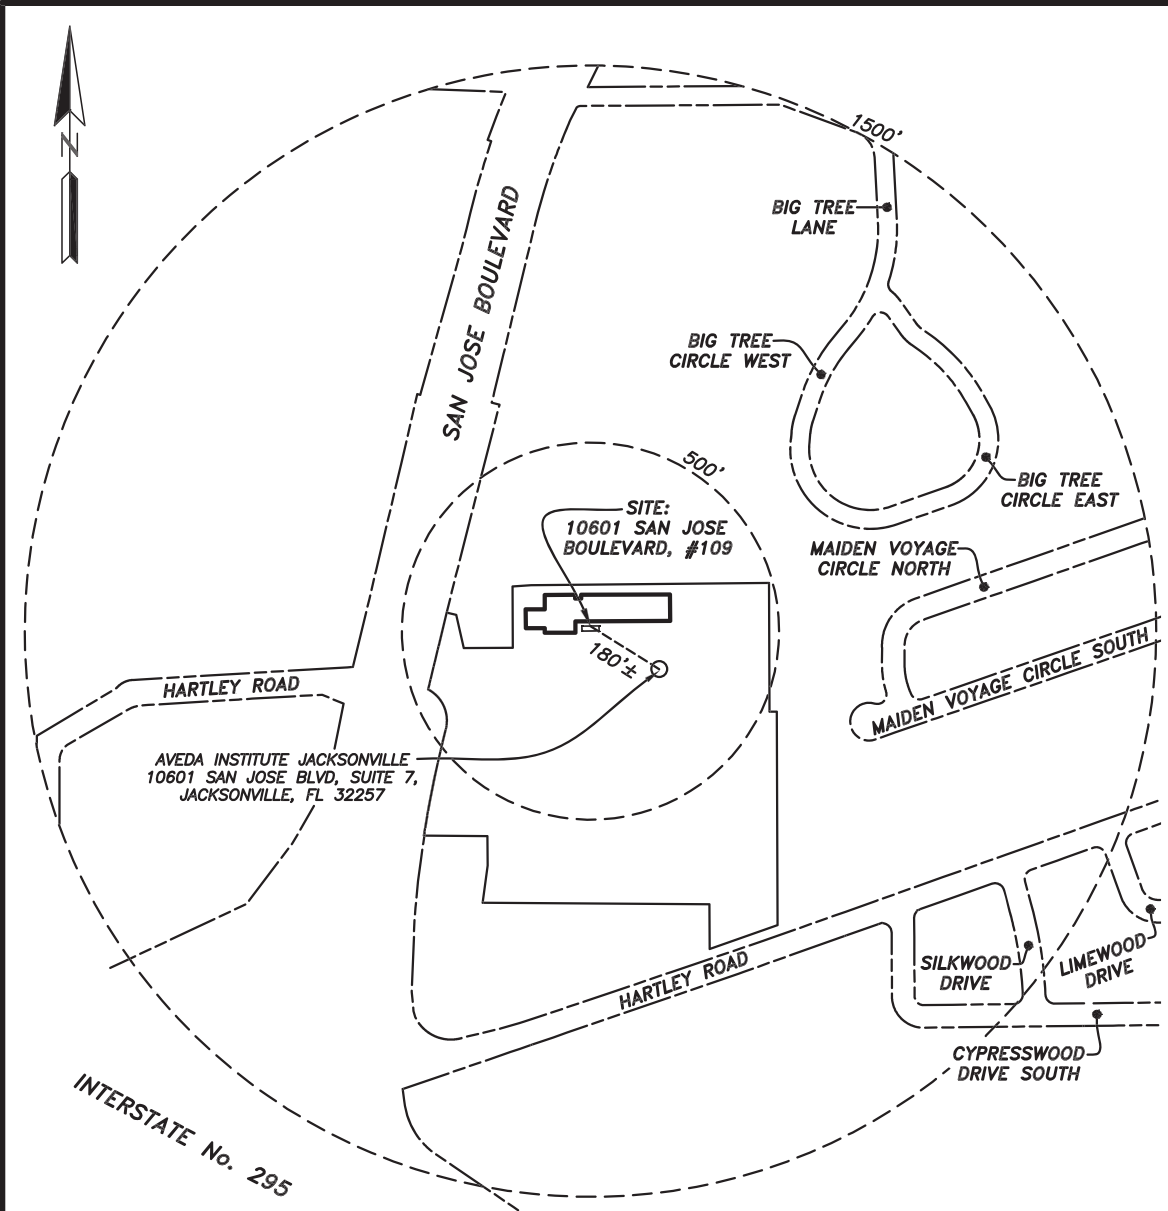 N
1500'
BIG TREE
LANE
SAN JOSE BOULEVARD
BIG TREE
CIRCLE WEST
500'
BIG TREE
CIRCLE EAST
SITE:
10601 SAN JOSE
BOULEVARD, #109
MAIDEN VOYAGE
CIRCLE NORTH
180'±
MAIDEN VOYAGE CIRCLE SOUTH
HARTLEY ROAD
AVEDA INSTITUTE JACKSONVILLE
10601 SAN JOSE BLVD, SUITE 7,
JACKSONVILLE, FL 32257
HARTLEY ROAD
SILKWOOD
DRIVE
LIMEWOOD
DRIVE
CYPRESSWOOD
DRIVE SOUTH
INTERSTATE No. 295